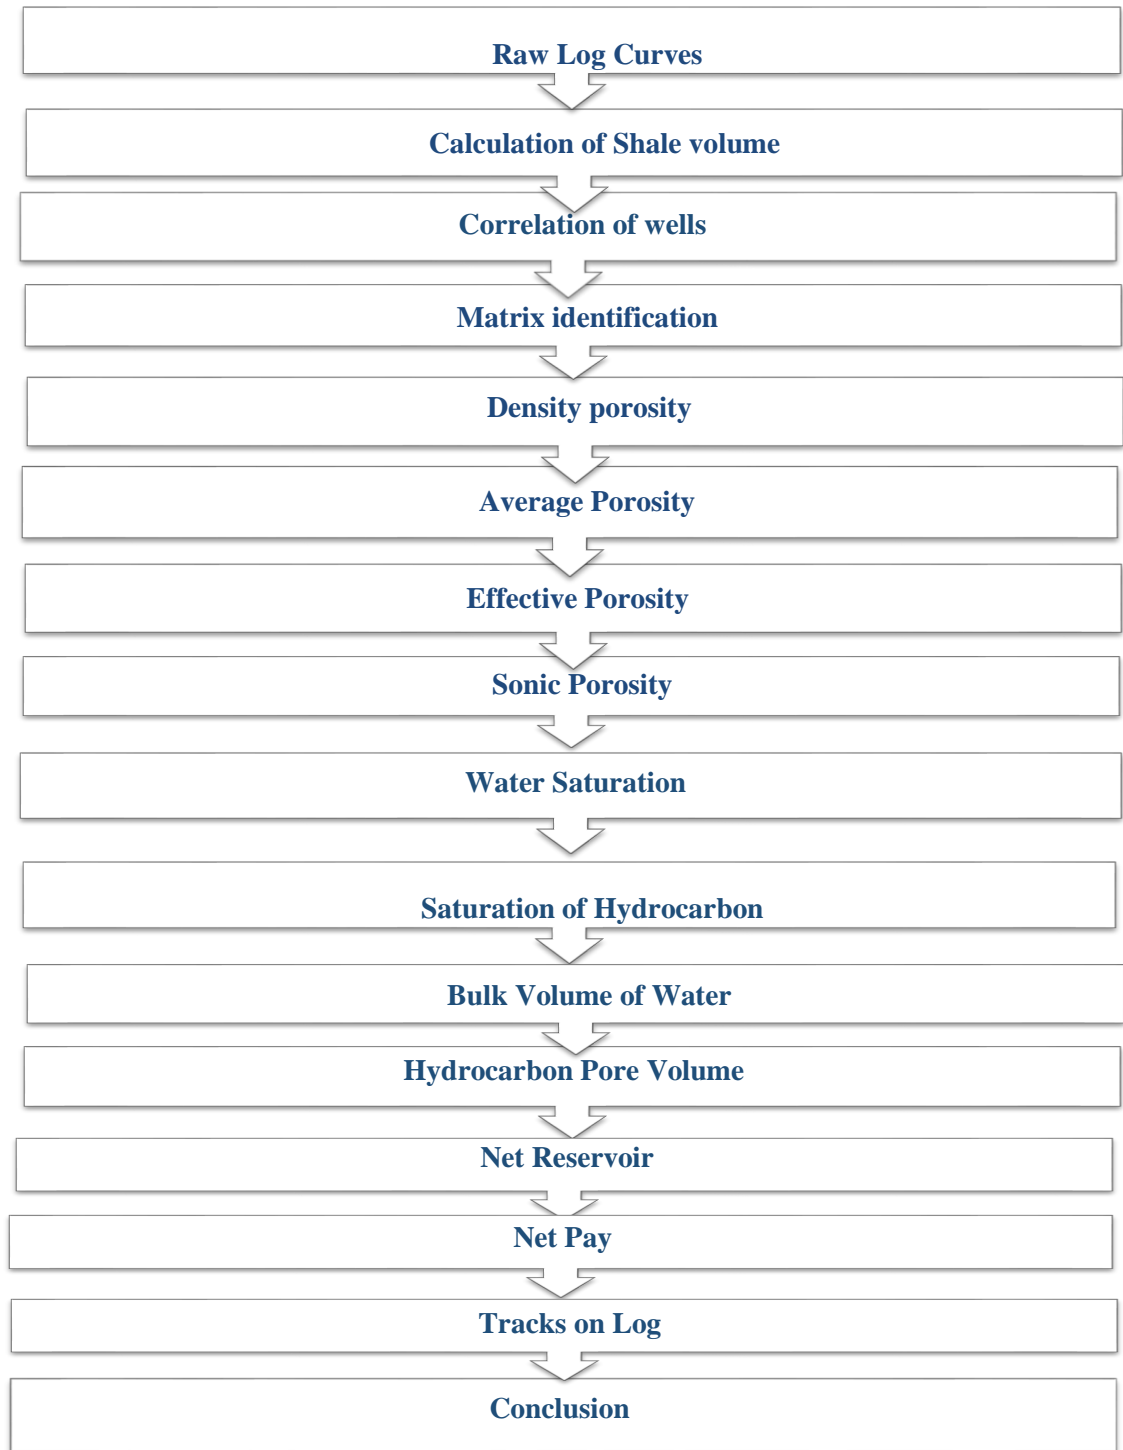 Raw Log Curves
Calculation of Shale volume
Correlation of wells
Matrix identification
Density porosity
Average Porosity
Effective Porosity
Sonic Porosity
Water Saturation
Saturation of Hydrocarbon
Bulk Volume of Water
Hydrocarbon Pore Volume
Net Reservoir
Net Pay
Tracks on Log
Conclusion